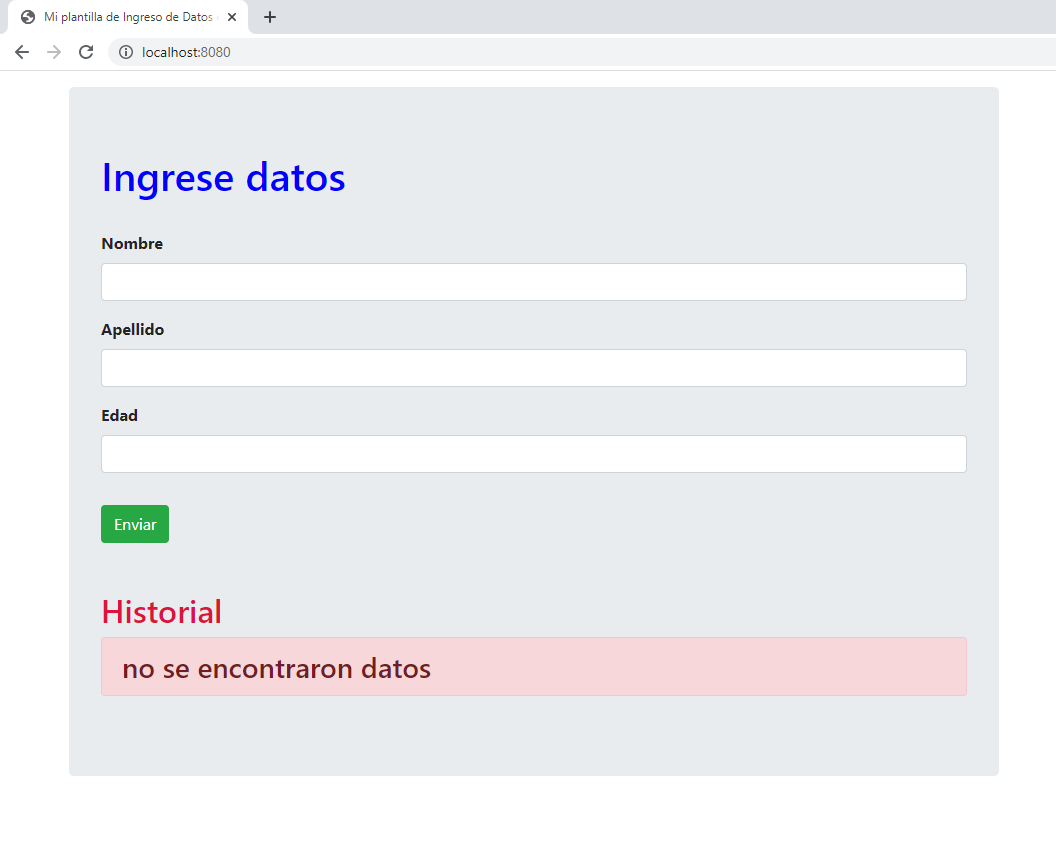 Mi plantilla de Ingreso de Datos
localhost:8080
Ingrese datos
Nombre
Apellido
Edad
Enviar
Historial
no se encontraron datos